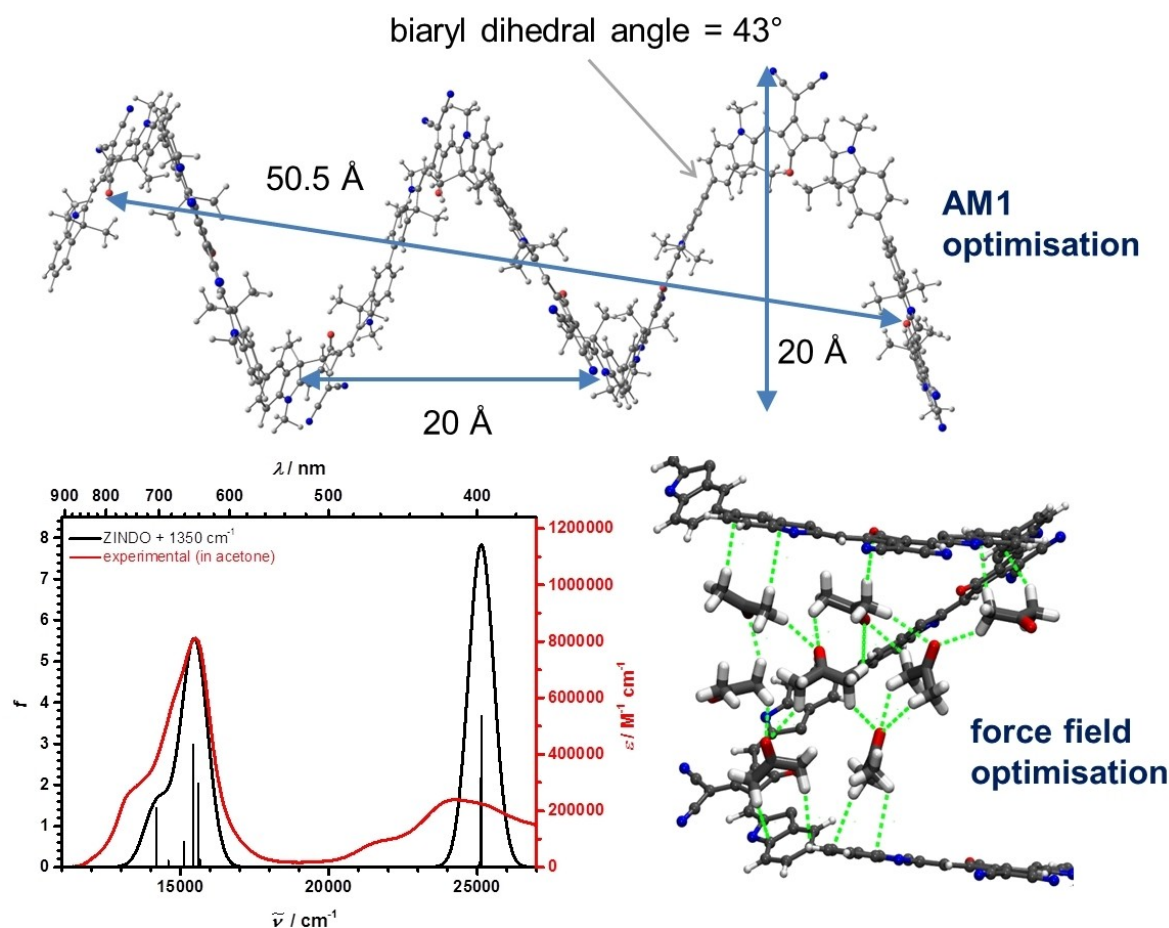 biaryl dihedral angle = 43°
50.5 Å
AM1
optimisation
20 Å
20 Å
λ / nm
900 800 700 600 500 400
ZINDO + 1350 cm⁻¹
experimental (in acetone)
8
7
6
5
4
3
2
1
0
f
1200000
1000000
800000
600000
400000
200000
0
ε / M⁻¹ cm⁻¹
15000 20000 25000
ṽ / cm⁻¹
force field
optimisation